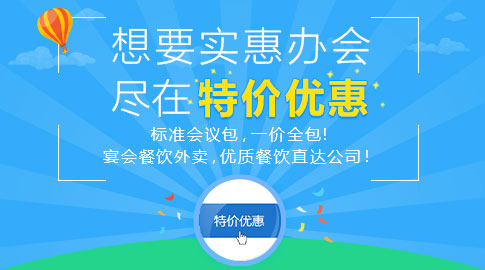 想要实惠办会
尽在特价优惠
标准会议包,一价全包!
宴会餐饮外卖,优质餐饮直达公司!
特价优惠